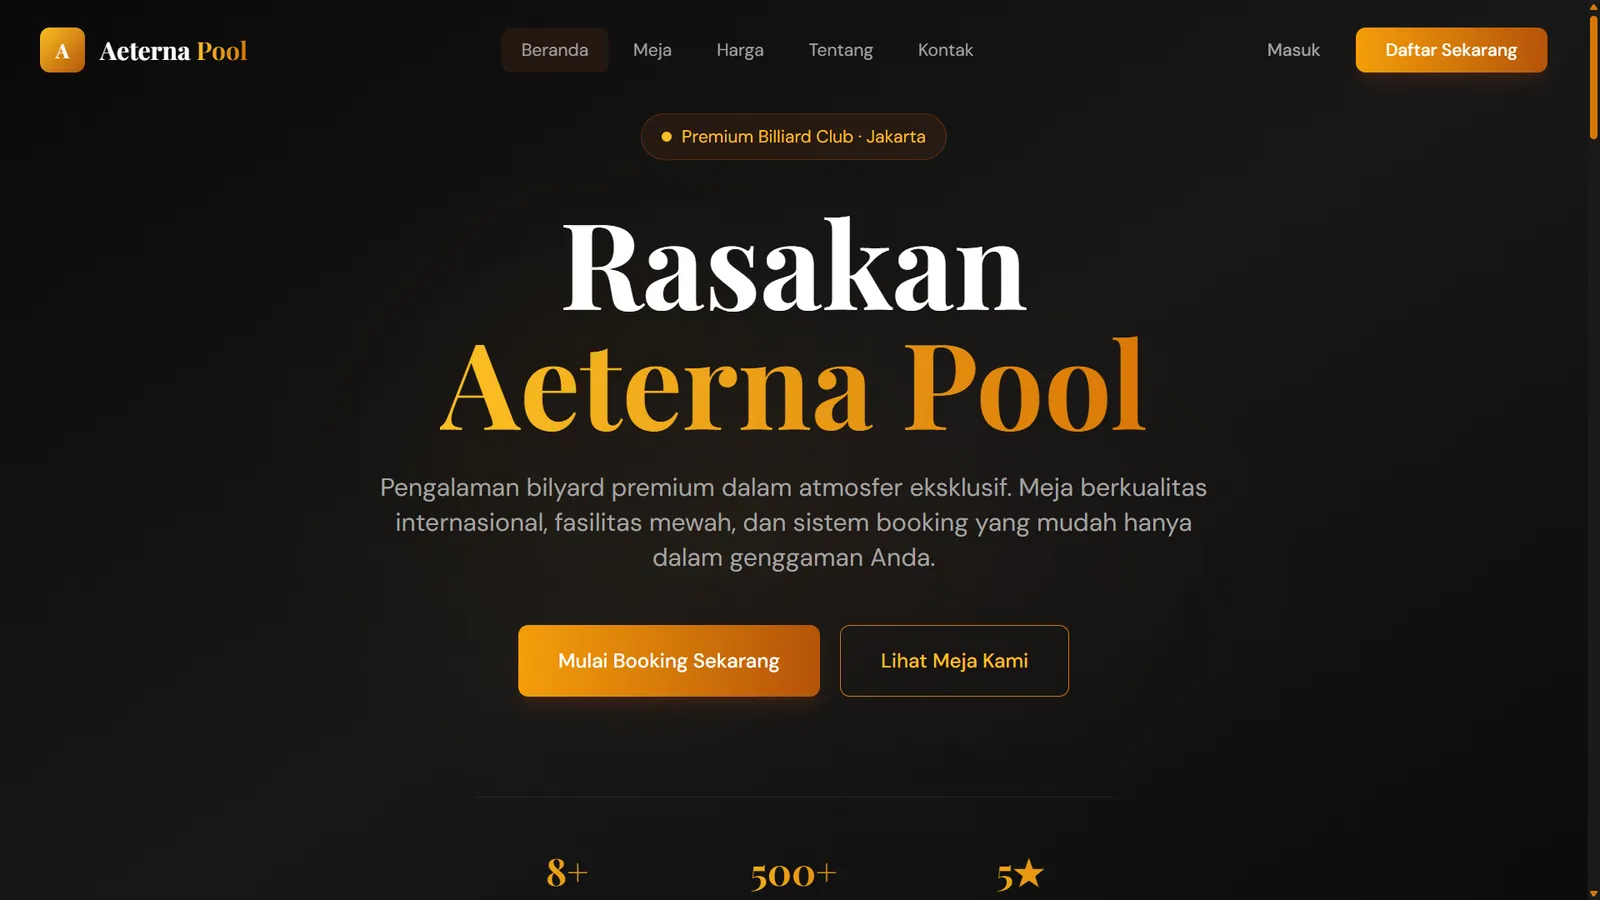 A
Aeterna Pool
Beranda
Meja
Harga
Tentang
Kontak
Masuk
Daftar Sekarang
Premium Billiard Club · Jakarta
Rasakan
Aeterna Pool
Pengalaman bilyard premium dalam atmosfer eksklusif. Meja berkualitas
internasional, fasilitas mewah, dan sistem booking yang mudah hanya
dalam genggaman Anda.
Mulai Booking Sekarang
Lihat Meja Kami
8+
500+
5★